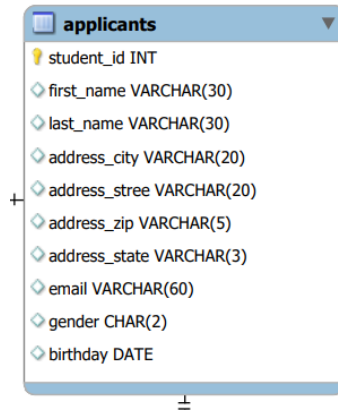 applicants
student_id INT
first_name VARCHAR(30)
last_name VARCHAR(30)
address_city VARCHAR(20)
address_stree VARCHAR(20)
address_zip VARCHAR(5)
address_state VARCHAR(3)
email VARCHAR(60)
gender CHAR(2)
birthday DATE